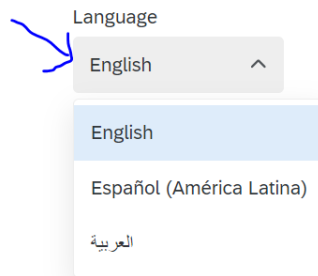 Language
English
English
Español (América Latina)
العربية